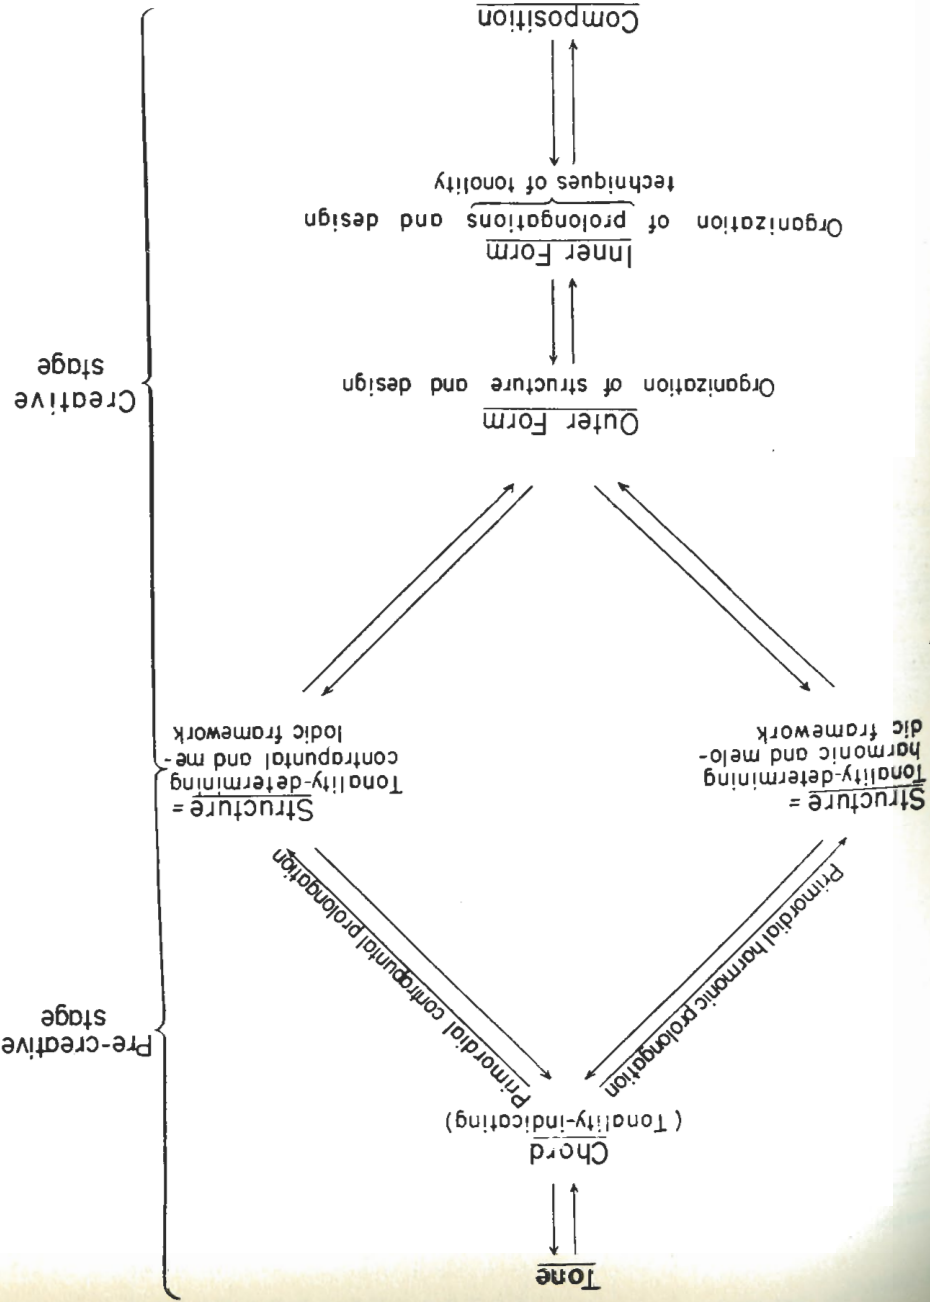 Tone
Chord
(Tonality-indicating)
Primordial harmonic prolongation
Primordial contrapuntal prolongation
Pre-creative
stage
Structure =
Tonality-determining
harmonic and melo-
dic framework
Structure =
Tonality-determining
contrapuntal and me-
lodic framework
Outer Form
Organization of structure and design
Creative
stage
Inner Form
Organization of prolongations and design
techniques of tonality
Composition